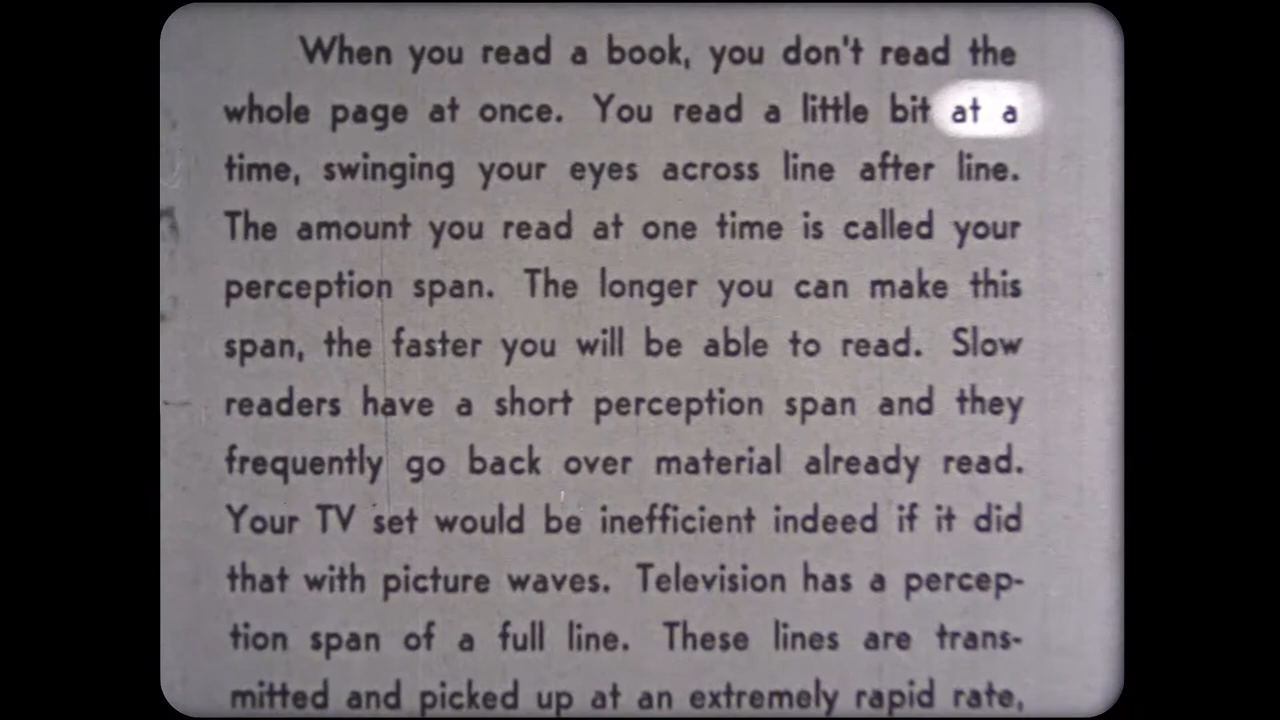 When you read a book, you don't read the
whole page at once. You read a little bit at a
time, swinging your eyes across line after line.
The amount you read at one time is called your
perception span. The longer you can make this
span, the faster you will be able to read. Slow
readers have a short perception span and they
frequently go back over material already read.
Your TV set would be inefficient indeed if it did
that with picture waves. Television has a percep-
tion span of a full line. These lines are trans-
mitted and picked up at an extremely rapid rate,